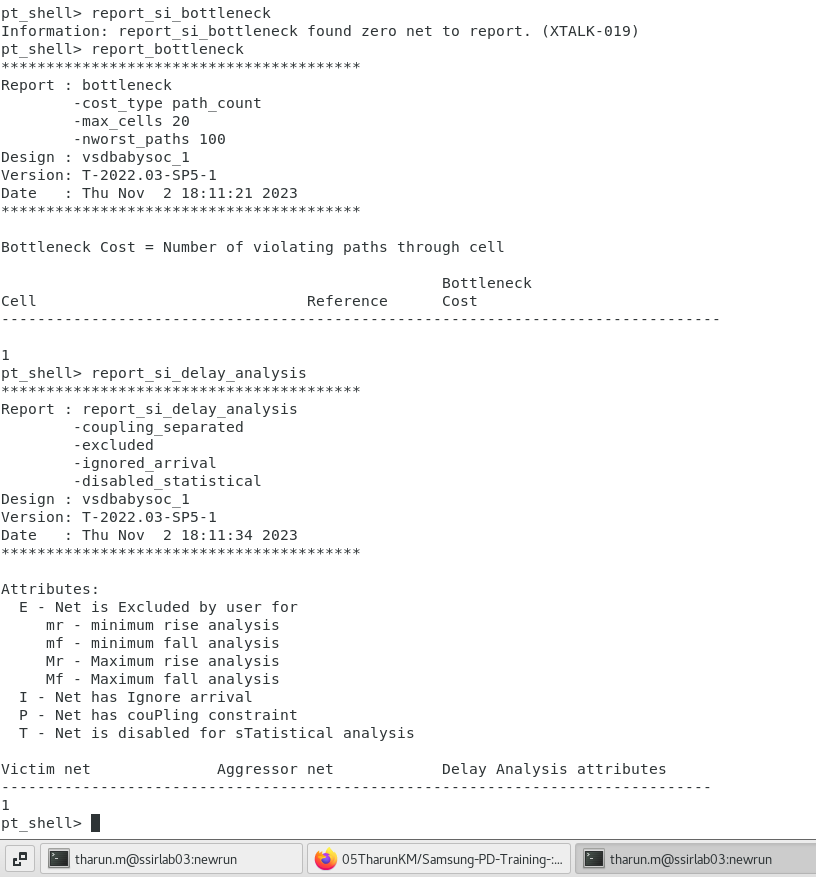 pt_shell> report_si_bottleneck
Information: report_si_bottleneck found zero net to report. (XTALK-019)
pt_shell> report_bottleneck
****************************************
Report : bottleneck
        -cost_type path_count
        -max_cells 20
        -nworst_paths 100
Design : vsdbabysoc_1
Version: T-2022.03-SP5-1
Date   : Thu Nov  2 18:11:21 2023
****************************************

Bottleneck Cost = Number of violating paths through cell

                                                 Bottleneck
Cell                              Reference      Cost
--------------------------------------------------------------------------------

1
pt_shell> report_si_delay_analysis
****************************************
Report : report_si_delay_analysis
        -coupling_separated
        -excluded
        -ignored_arrival
        -disabled_statistical
Design : vsdbabysoc_1
Version: T-2022.03-SP5-1
Date   : Thu Nov  2 18:11:34 2023
****************************************

Attributes:
  E - Net is Excluded by user for
     mr - minimum rise analysis
     mf - minimum fall analysis
     Mr - Maximum rise analysis
     Mf - Maximum fall analysis
  I - Net has Ignore arrival
  P - Net has couPling constraint
  T - Net is disabled for sTatistical analysis

Victim net              Aggressor net            Delay Analysis attributes
-------------------------------------------------------------------------------
1
pt_shell>
tharun.m@ssirlab03:newrun
05TharunKM/Samsung-PD-Training-:...
tharun.m@ssirlab03:newrun